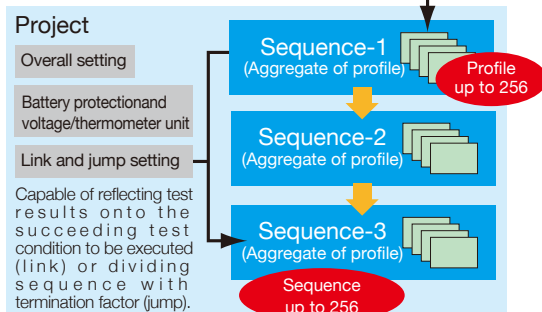 Project
Overall setting
Battery protectionand
voltage/thermometer unit
Link and jump setting
Capable of reflecting test
results onto the
succeeding test
condition to be executed
(link) or dividing
sequence with
termination factor (jump).
Sequence-1
(Aggregate of profile)
Profile
up to 256
Sequence-2
(Aggregate of profile)
Sequence-3
(Aggregate of profile)
Sequence
up to 256